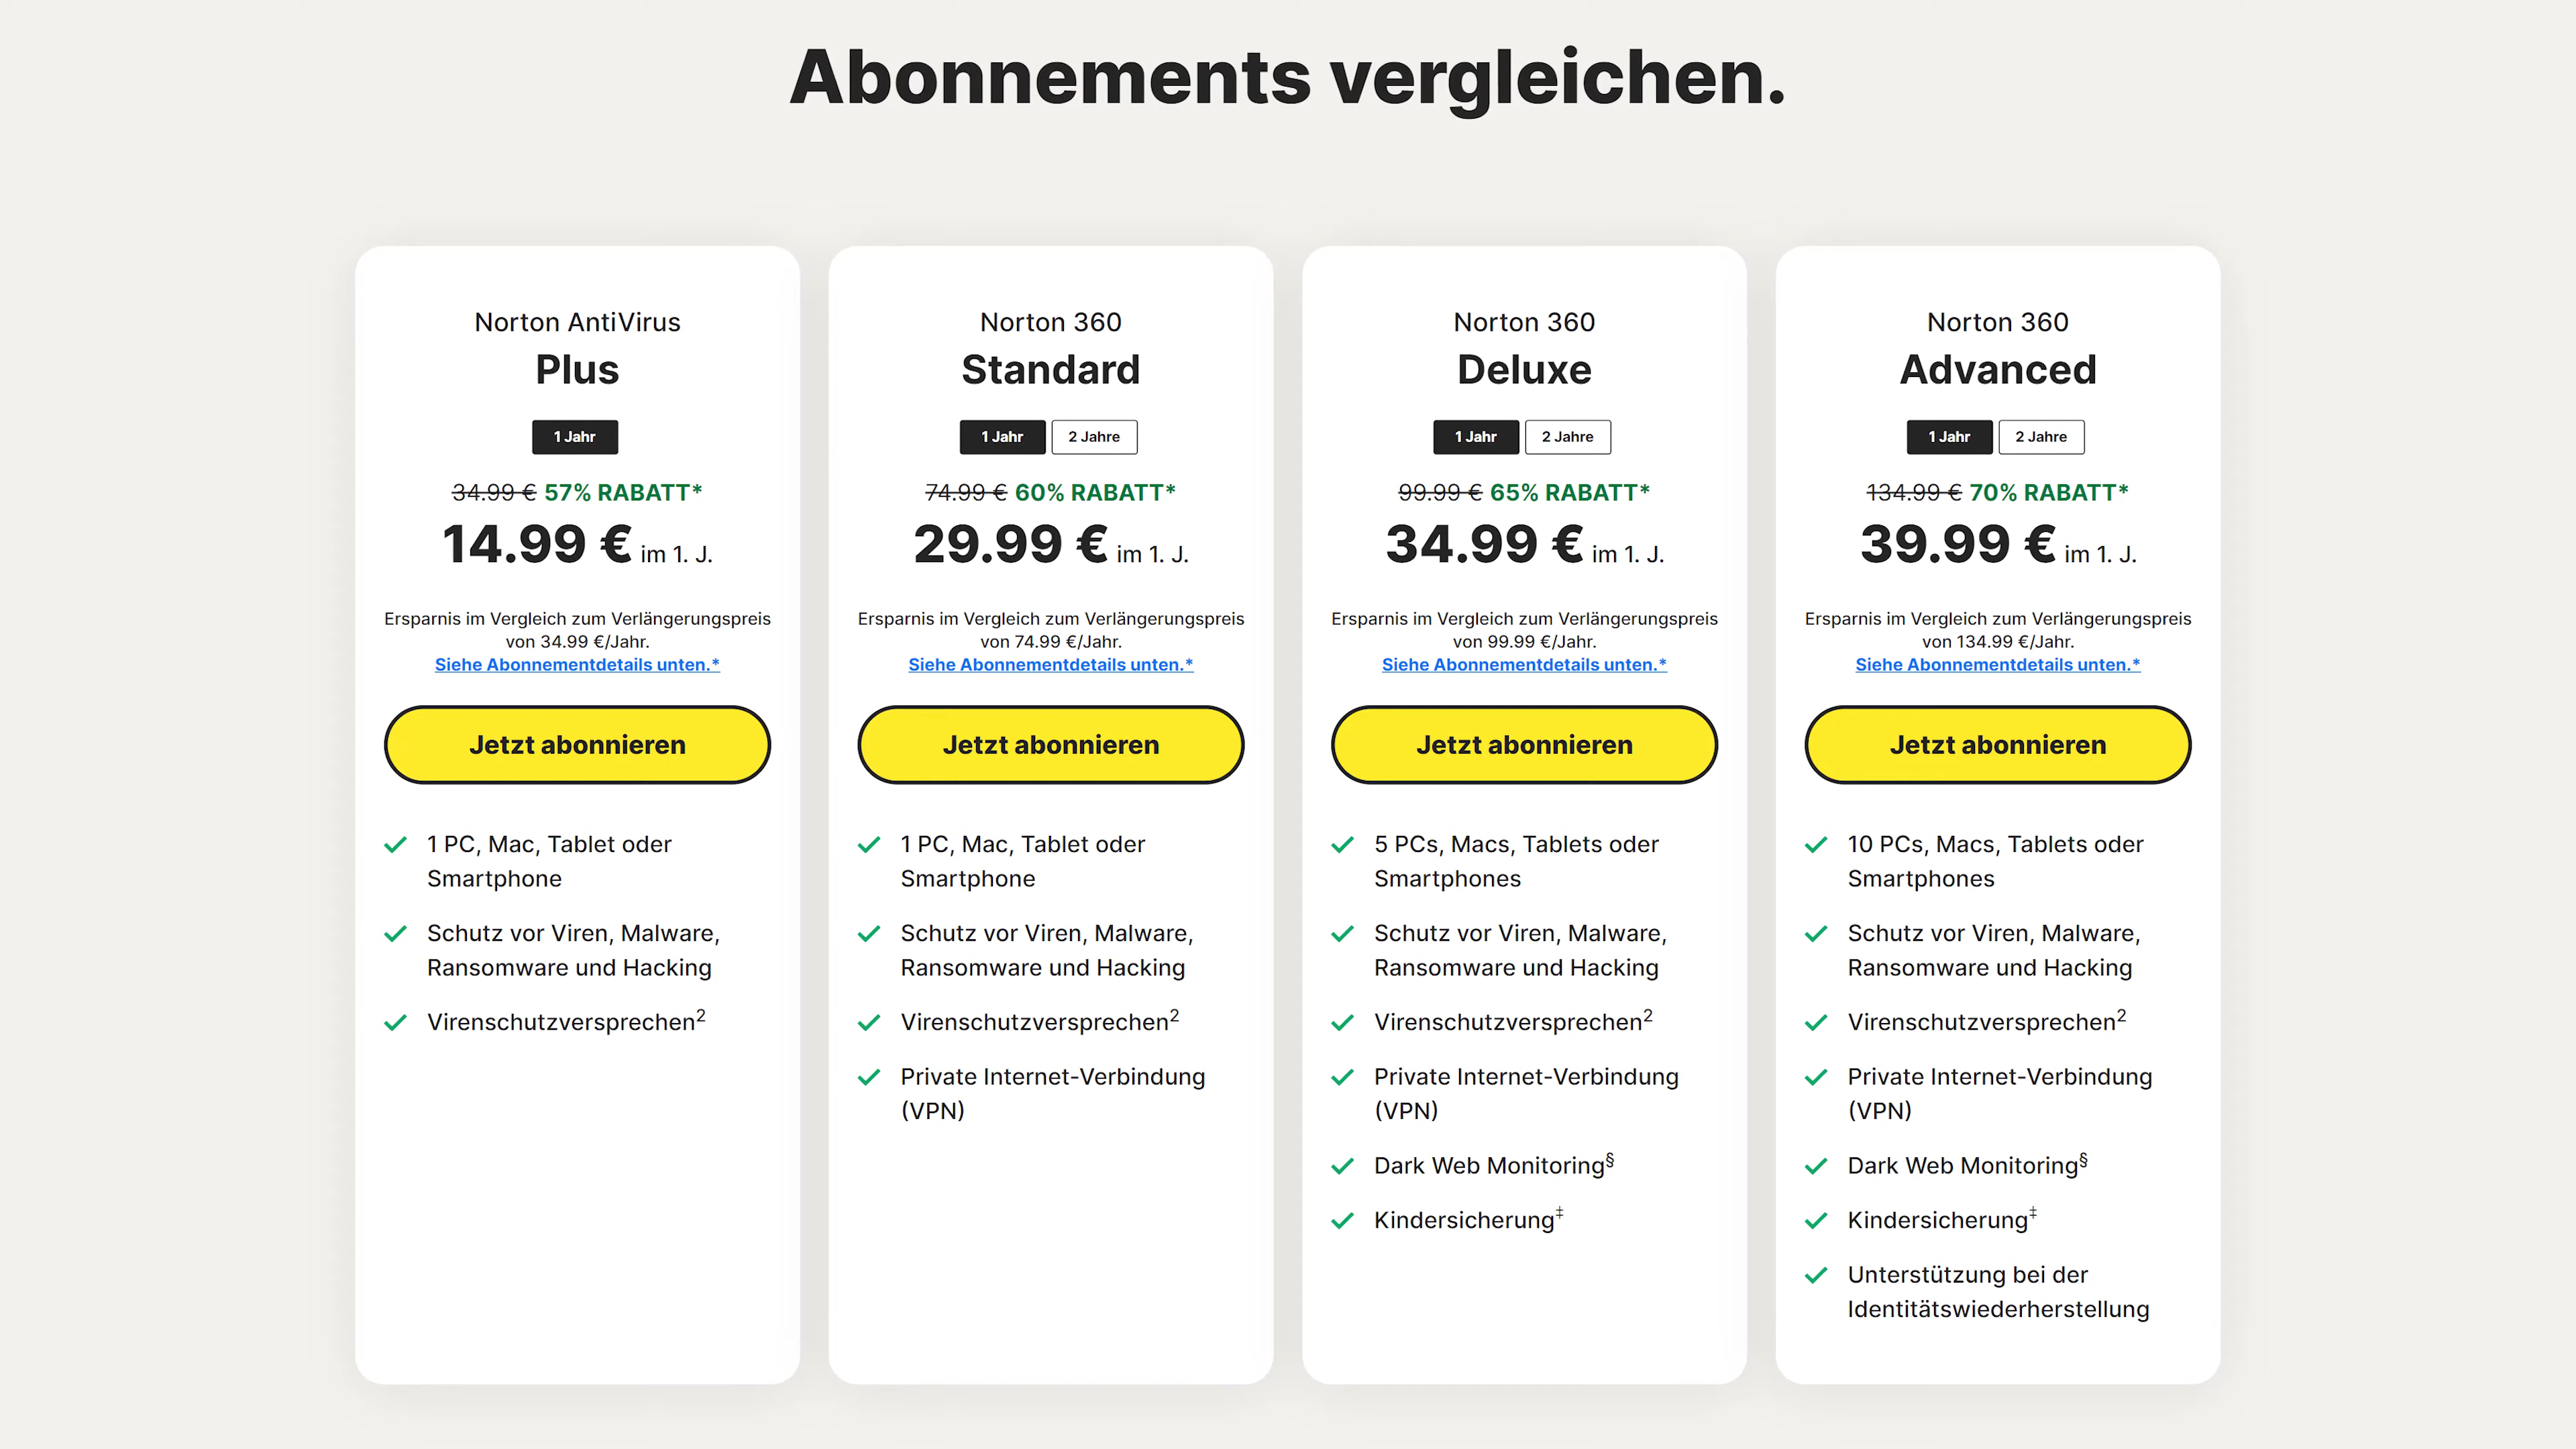 Abonnements vergleichen.
Norton AntiVirus
Plus
1 Jahr
34.99 € 57% RABATT*
14.99 € im 1. J.
Ersparnis im Vergleich zum Verlängerungspreis
von 34.99 €/Jahr.
Siehe Abonnementdetails unten.*
Jetzt abonnieren
1 PC, Mac, Tablet oder
Smartphone
Schutz vor Viren, Malware,
Ransomware und Hacking
Virenschutzversprechen²
Norton 360
Standard
1 Jahr 2 Jahre
74.99 € 60% RABATT*
29.99 € im 1. J.
Ersparnis im Vergleich zum Verlängerungspreis
von 74.99 €/Jahr.
Siehe Abonnementdetails unten.*
Jetzt abonnieren
1 PC, Mac, Tablet oder
Smartphone
Schutz vor Viren, Malware,
Ransomware und Hacking
Virenschutzversprechen²
Private Internet-Verbindung
(VPN)
Norton 360
Deluxe
1 Jahr 2 Jahre
99.99 € 65% RABATT*
34.99 € im 1. J.
Ersparnis im Vergleich zum Verlängerungspreis
von 99.99 €/Jahr.
Siehe Abonnementdetails unten.*
Jetzt abonnieren
5 PCs, Macs, Tablets oder
Smartphones
Schutz vor Viren, Malware,
Ransomware und Hacking
Virenschutzversprechen²
Private Internet-Verbindung
(VPN)
Dark Web Monitoring§
Kindersicherung‡
Norton 360
Advanced
1 Jahr 2 Jahre
134.99 € 70% RABATT*
39.99 € im 1. J.
Ersparnis im Vergleich zum Verlängerungspreis
von 134.99 €/Jahr.
Siehe Abonnementdetails unten.*
Jetzt abonnieren
10 PCs, Macs, Tablets oder
Smartphones
Schutz vor Viren, Malware,
Ransomware und Hacking
Virenschutzversprechen²
Private Internet-Verbindung
(VPN)
Dark Web Monitoring§
Kindersicherung‡
Unterstützung bei der
Identitätswiederherstellung